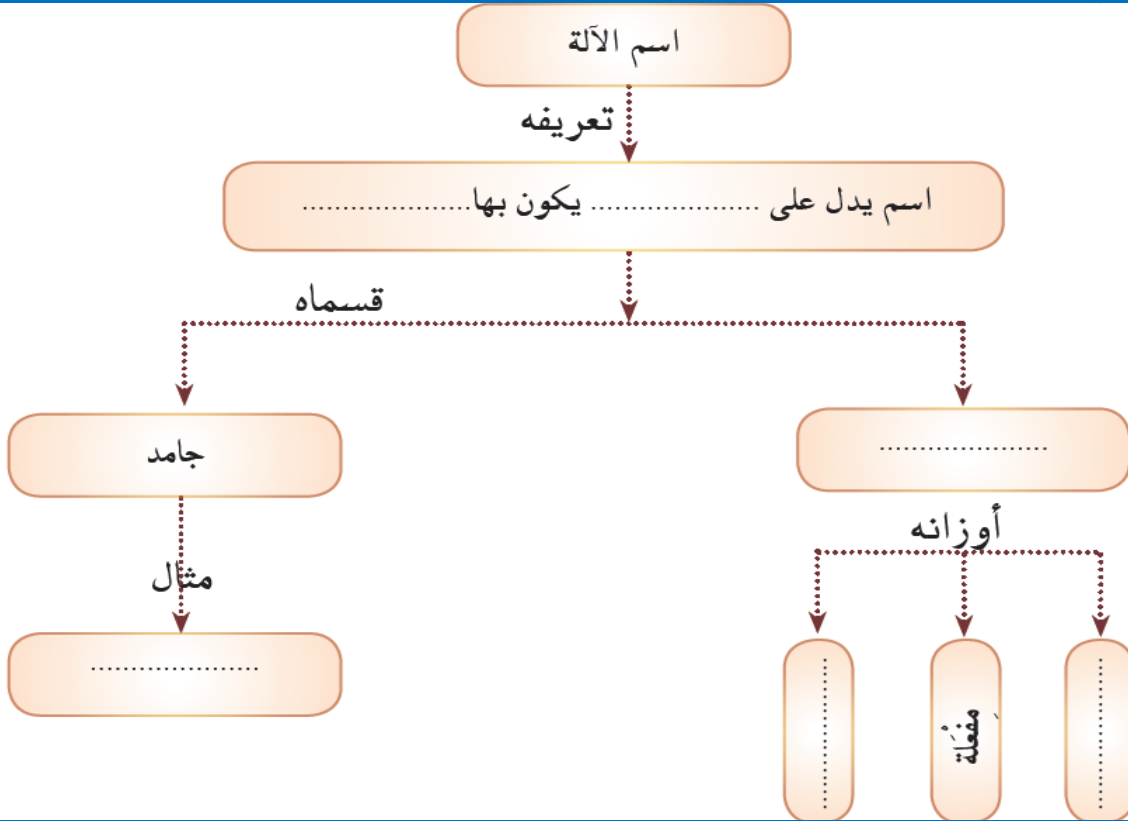 اسم الآلة
تعريفه
اسم يدل على ..................... يكون بها.....................
قسماه
.....................
جامد
أوزانه
مثال
.....................
مِفْعَلة
.....................
.....................